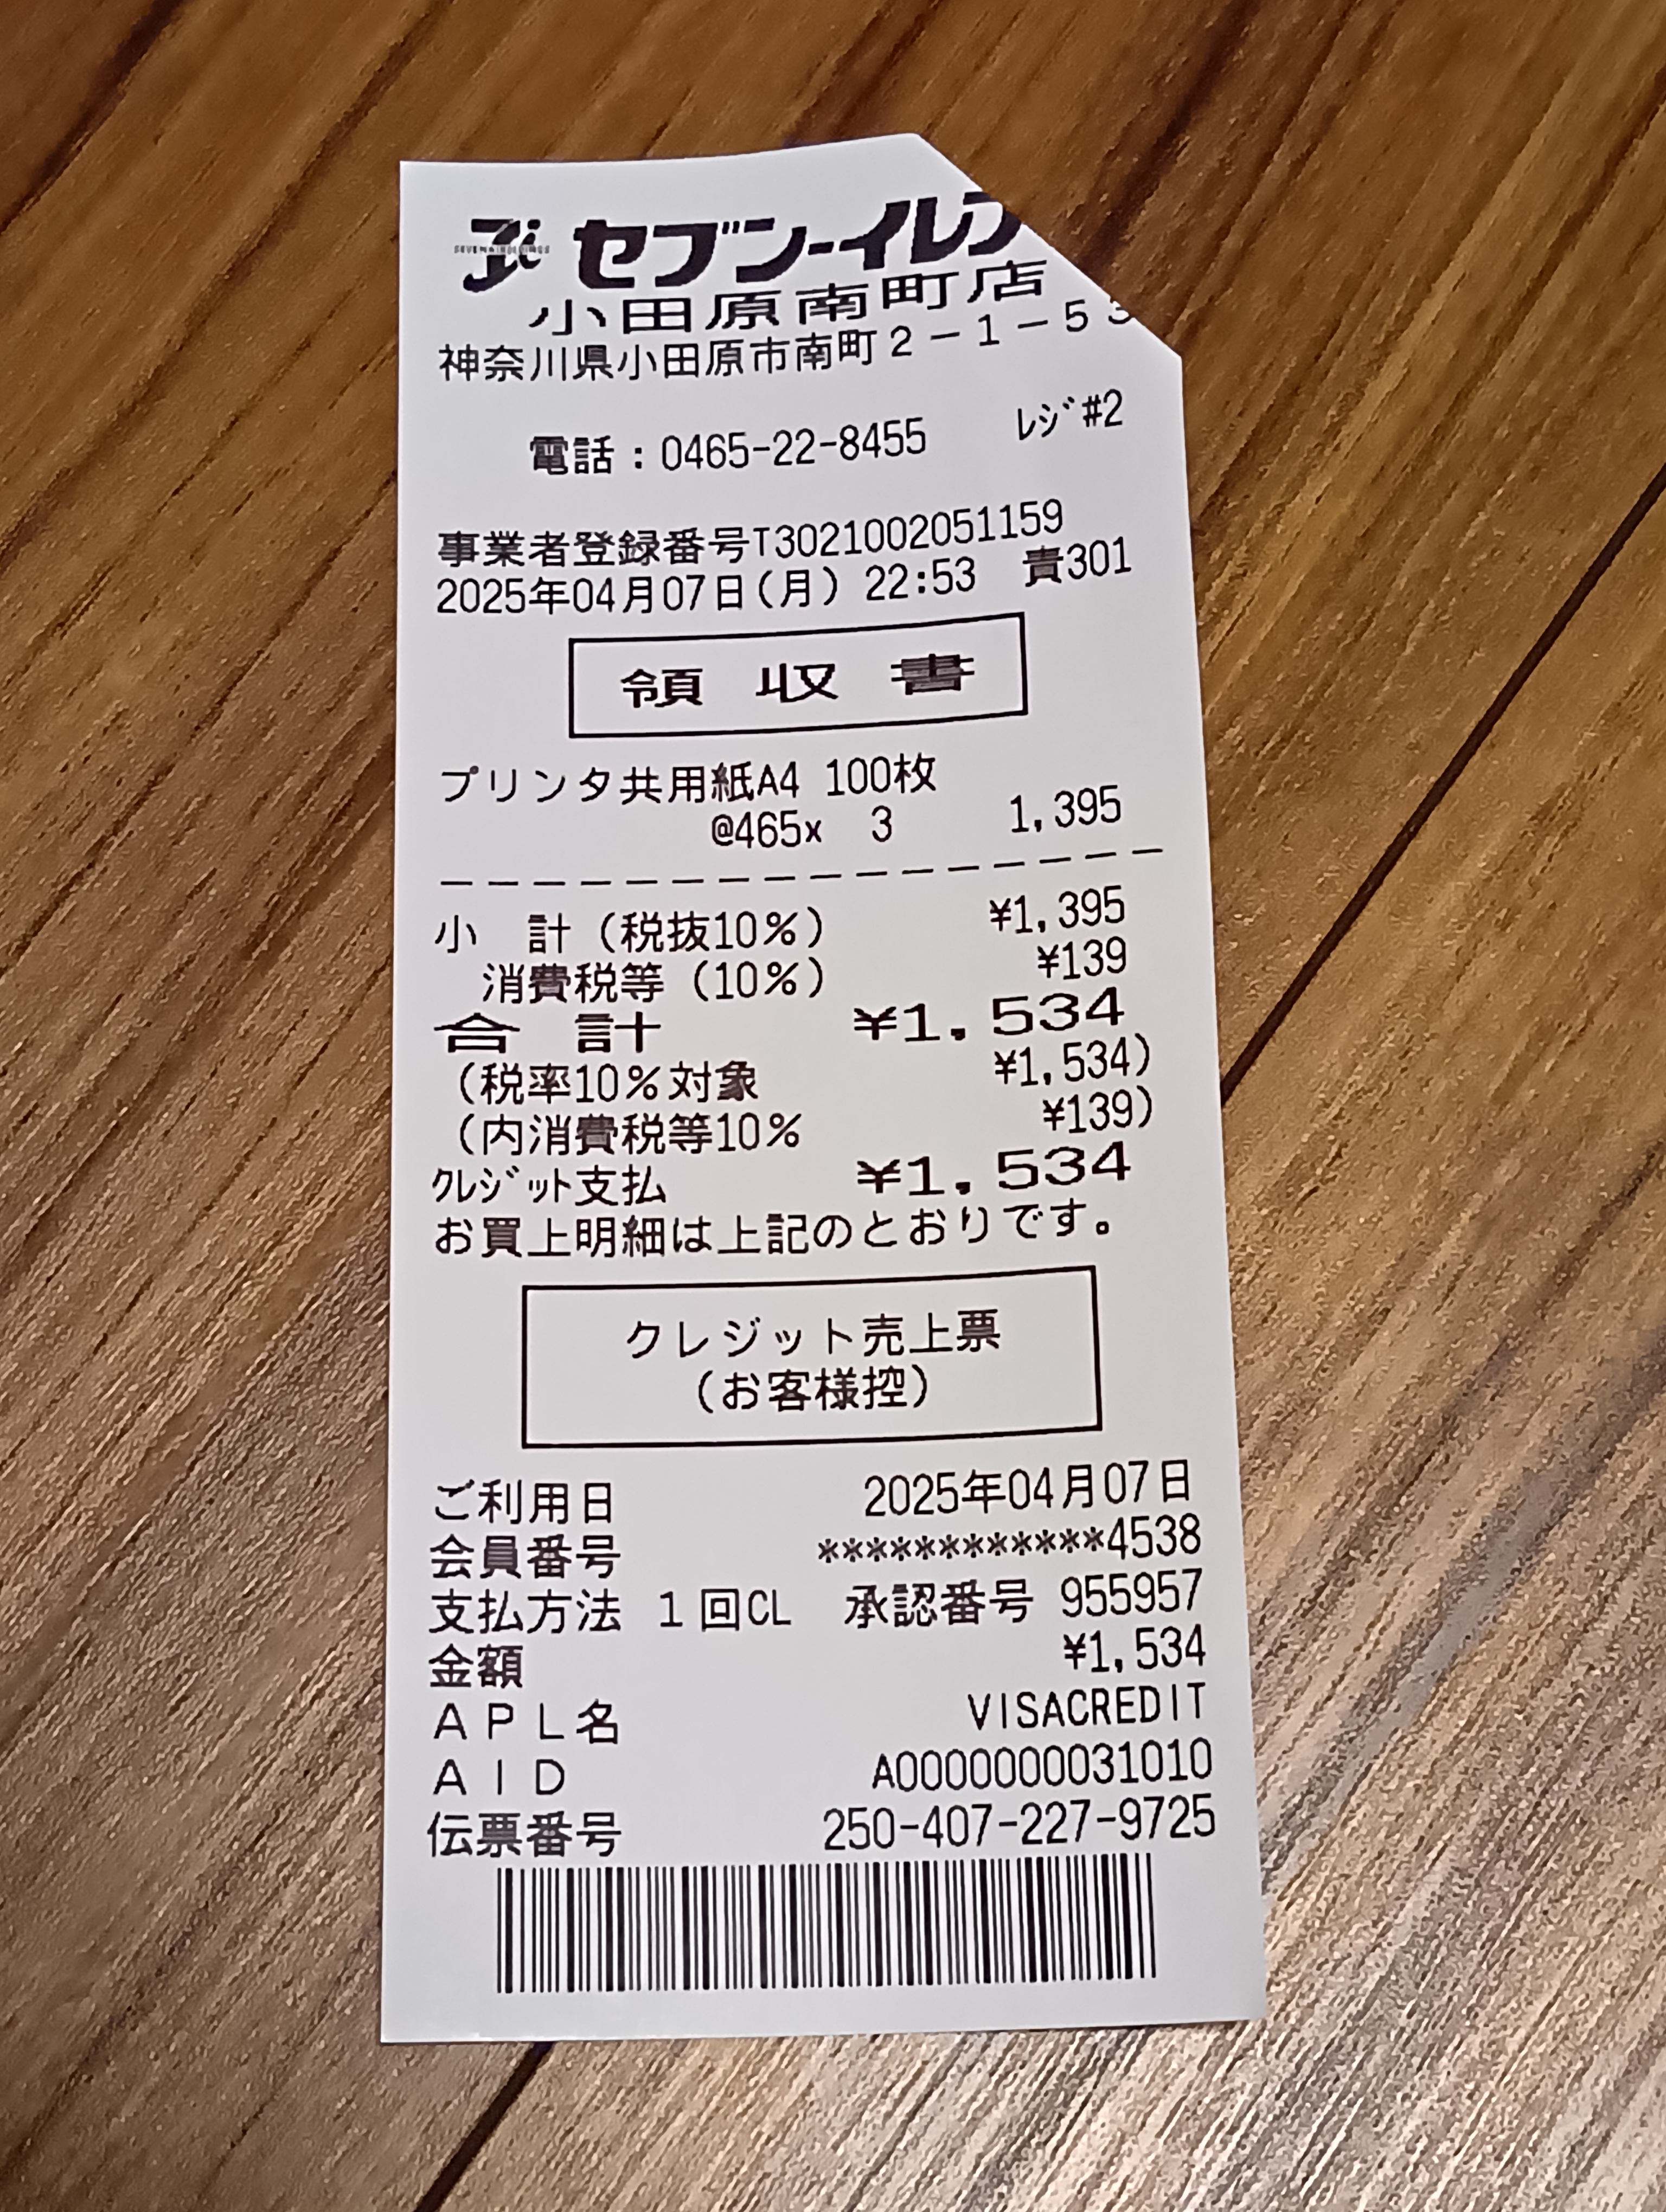 SEVEN&i HOLDINGS
セブン-イレブ
小田原南町店
神奈川県小田原市南町2-1-53
電話:0465-22-8455 レジ#2
事業者登録番号T3021002051159
2025年04月07日(月) 22:53 責301
領 収 書
プリンタ共用紙A4 100枚
@465x 3 1,395
小 計(税抜10%) ¥1,395
消費税等(10%) ¥139
合 計 ¥1,534
(税率10%対象 ¥1,534)
(内消費税等10% ¥139)
クレジット支払 ¥1,534
お買上明細は上記のとおりです。
クレジット売上票
(お客様控)
ご利用日 2025年04月07日
会員番号 ************4538
支払方法 1回CL 承認番号 955957
金額 ¥1,534
APL名 VISACREDIT
AID A0000000031010
伝票番号 250-407-227-9725